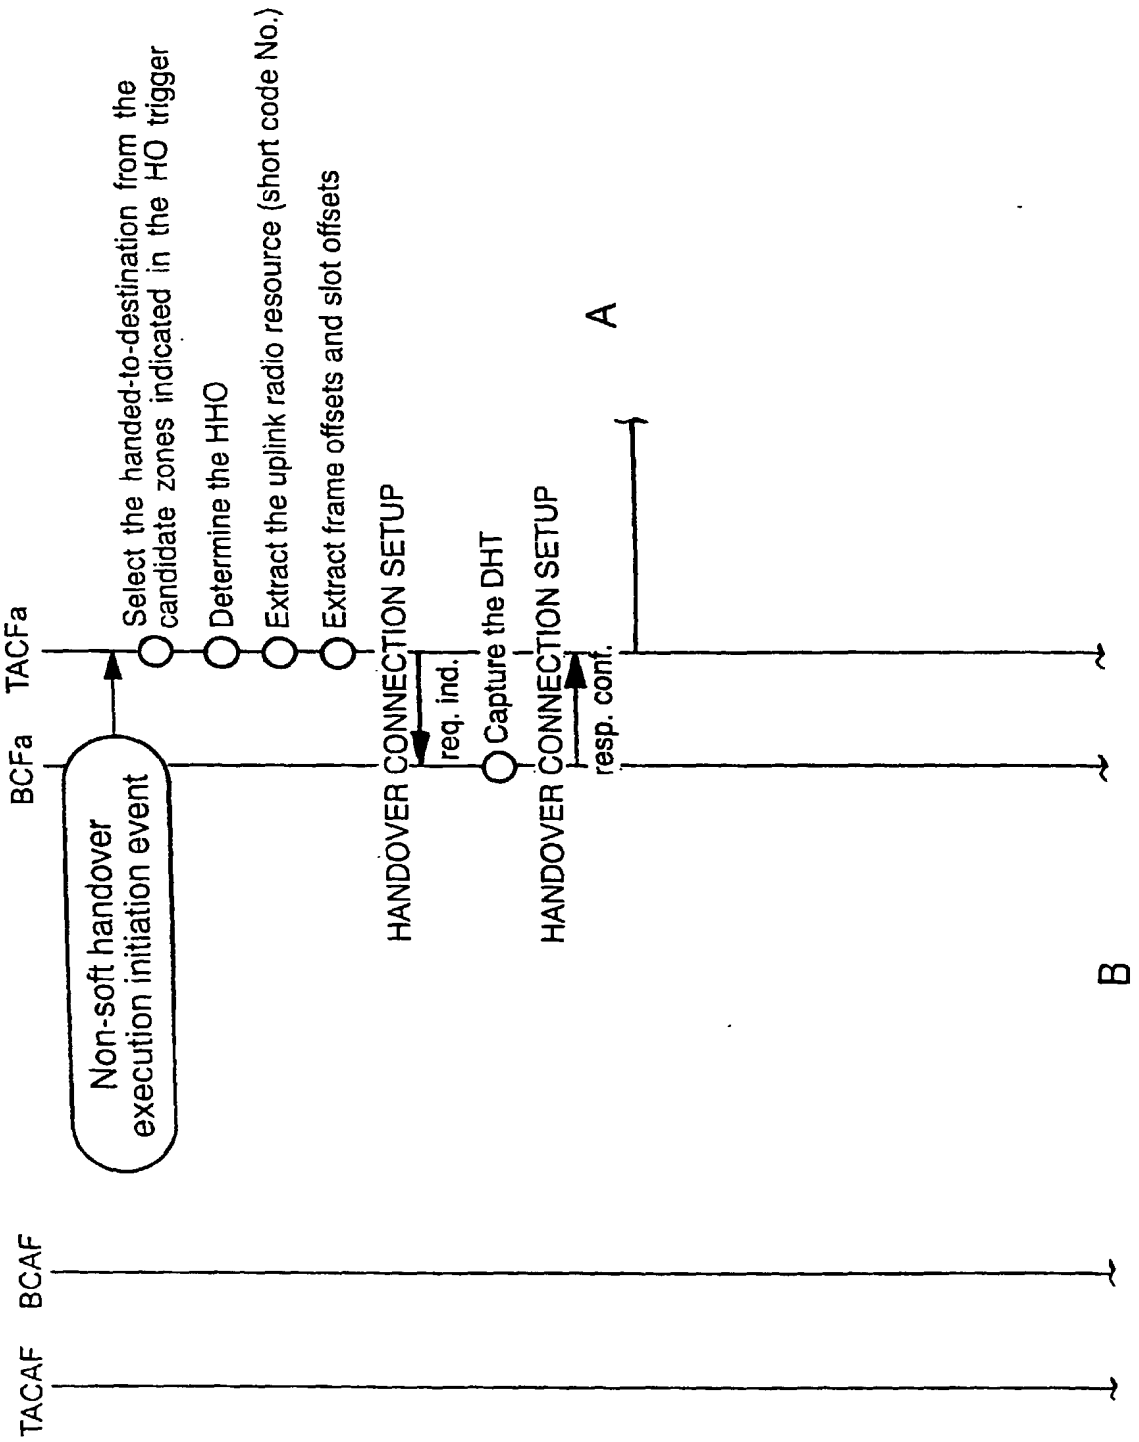 TACAF
BCAF
BCFa
TACFa
Non-soft handover
execution initiation event
Select the handed-to-destination from the
candidate zones indicated in the HO trigger
Determine the HHO
Extract the uplink radio resource (short code No.)
Extract frame offsets and slot offsets
HANDOVER CONNECTION SETUP
req. ind.
Capture the DHT
HANDOVER CONNECTION SETUP
resp. conf.
A
B